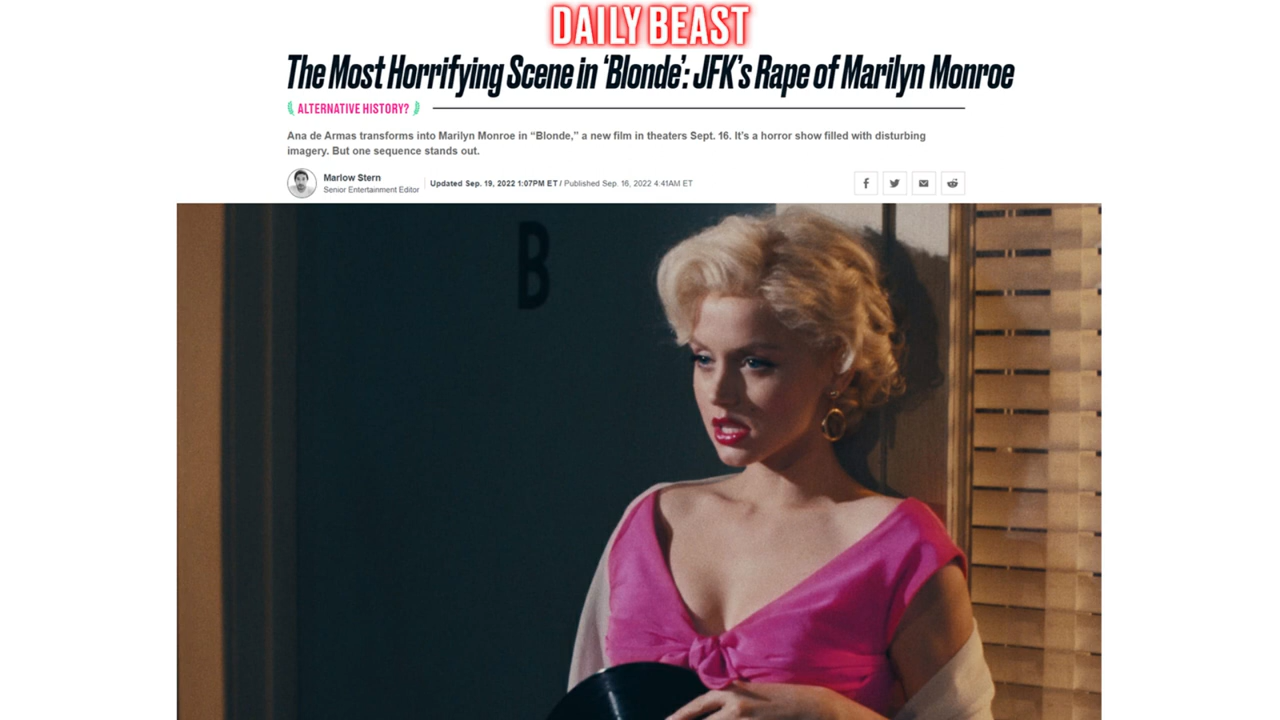 DAILY BEAST
The Most Horrifying Scene in ‘Blonde’: JFK’s Rape of Marilyn Monroe
ALTERNATIVE HISTORY?
Ana de Armas transforms into Marilyn Monroe in “Blonde,” a new film in theaters Sept. 16. It’s a horror show filled with disturbing
imagery. But one sequence stands out.
Marlow Stern
Senior Entertainment Editor
Updated Sep. 19, 2022 1:07PM ET / Published Sep. 16, 2022 4:41AM ET
B